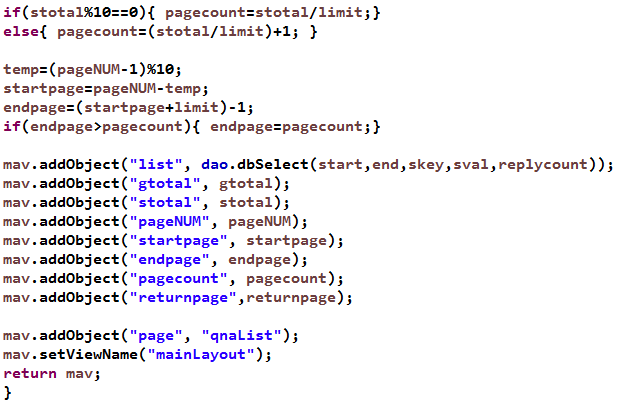 if(stotal%10==0){ pagecount=stotal/limit;}
else{ pagecount=(stotal/limit)+1; }
temp=(pageNUM-1)%10;
startpage=pageNUM-temp;
endpage=(startpage+limit)-1;
if(endpage>pagecount){ endpage=pagecount;}
mav.addObject("list", dao.dbSelect(start,end,skey,sval,replycount));
mav.addObject("gtotal", gtotal);
mav.addObject("stotal", stotal);
mav.addObject("pageNUM", pageNUM);
mav.addObject("startpage", startpage);
mav.addObject("endpage", endpage);
mav.addObject("pagecount", pagecount);
mav.addObject("returnpage",returnpage);
mav.addObject("page", "qnaList");
mav.setViewName("mainLayout");
return mav;
}